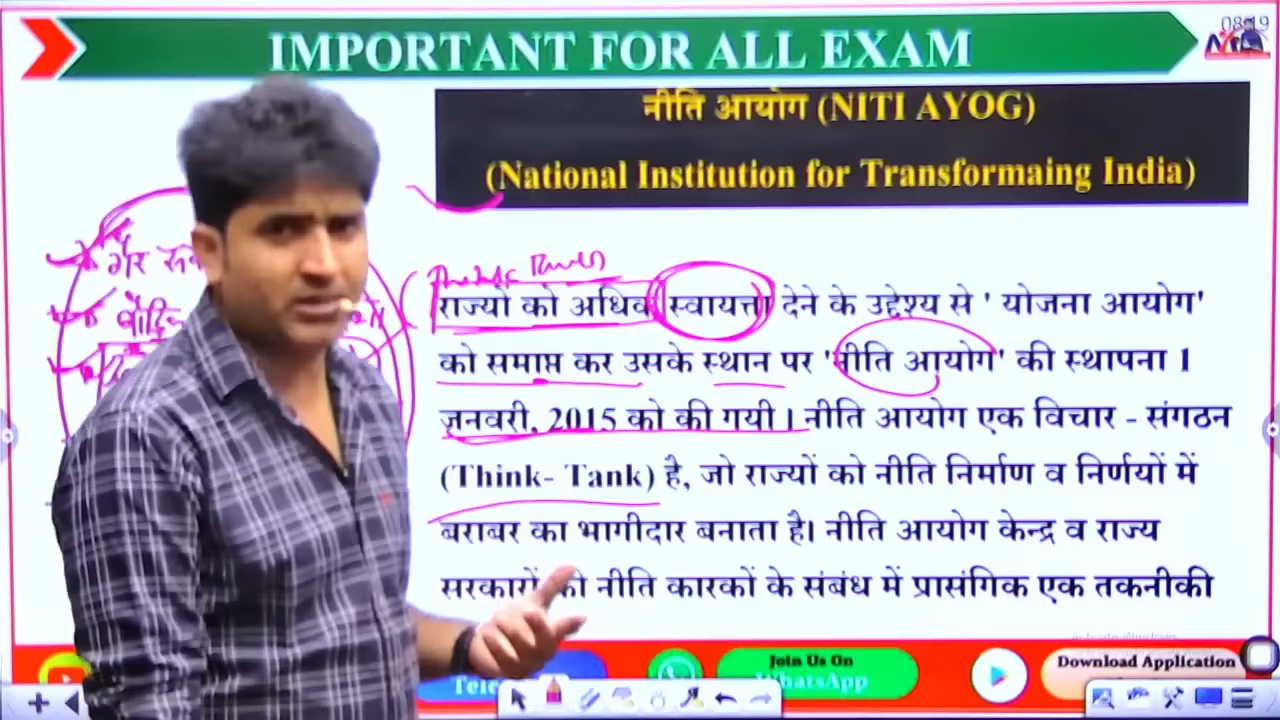 08:19
IMPORTANT FOR ALL EXAM
नीति आयोग (NITI AYOG)
(National Institution for Transformaing India)
गैर
राज्यों को अधिक स्वायत्ता देने के उद्देश्य से ' योजना आयोग'
को समाप्त कर उसके स्थान पर 'नीति आयोग' की स्थापना 1
जनवरी, 2015 को की गयी । नीति आयोग एक विचार - संगठन
(Think- Tank) है, जो राज्यों को नीति निर्माण व निर्णयों में
बराबर का भागीदार बनाता है। नीति आयोग केन्द्र व राज्य
सरकारों को नीति कारकों के संबंध में प्रासंगिक एक तकनीकी
Join Us On
WhatsApp
Download Application